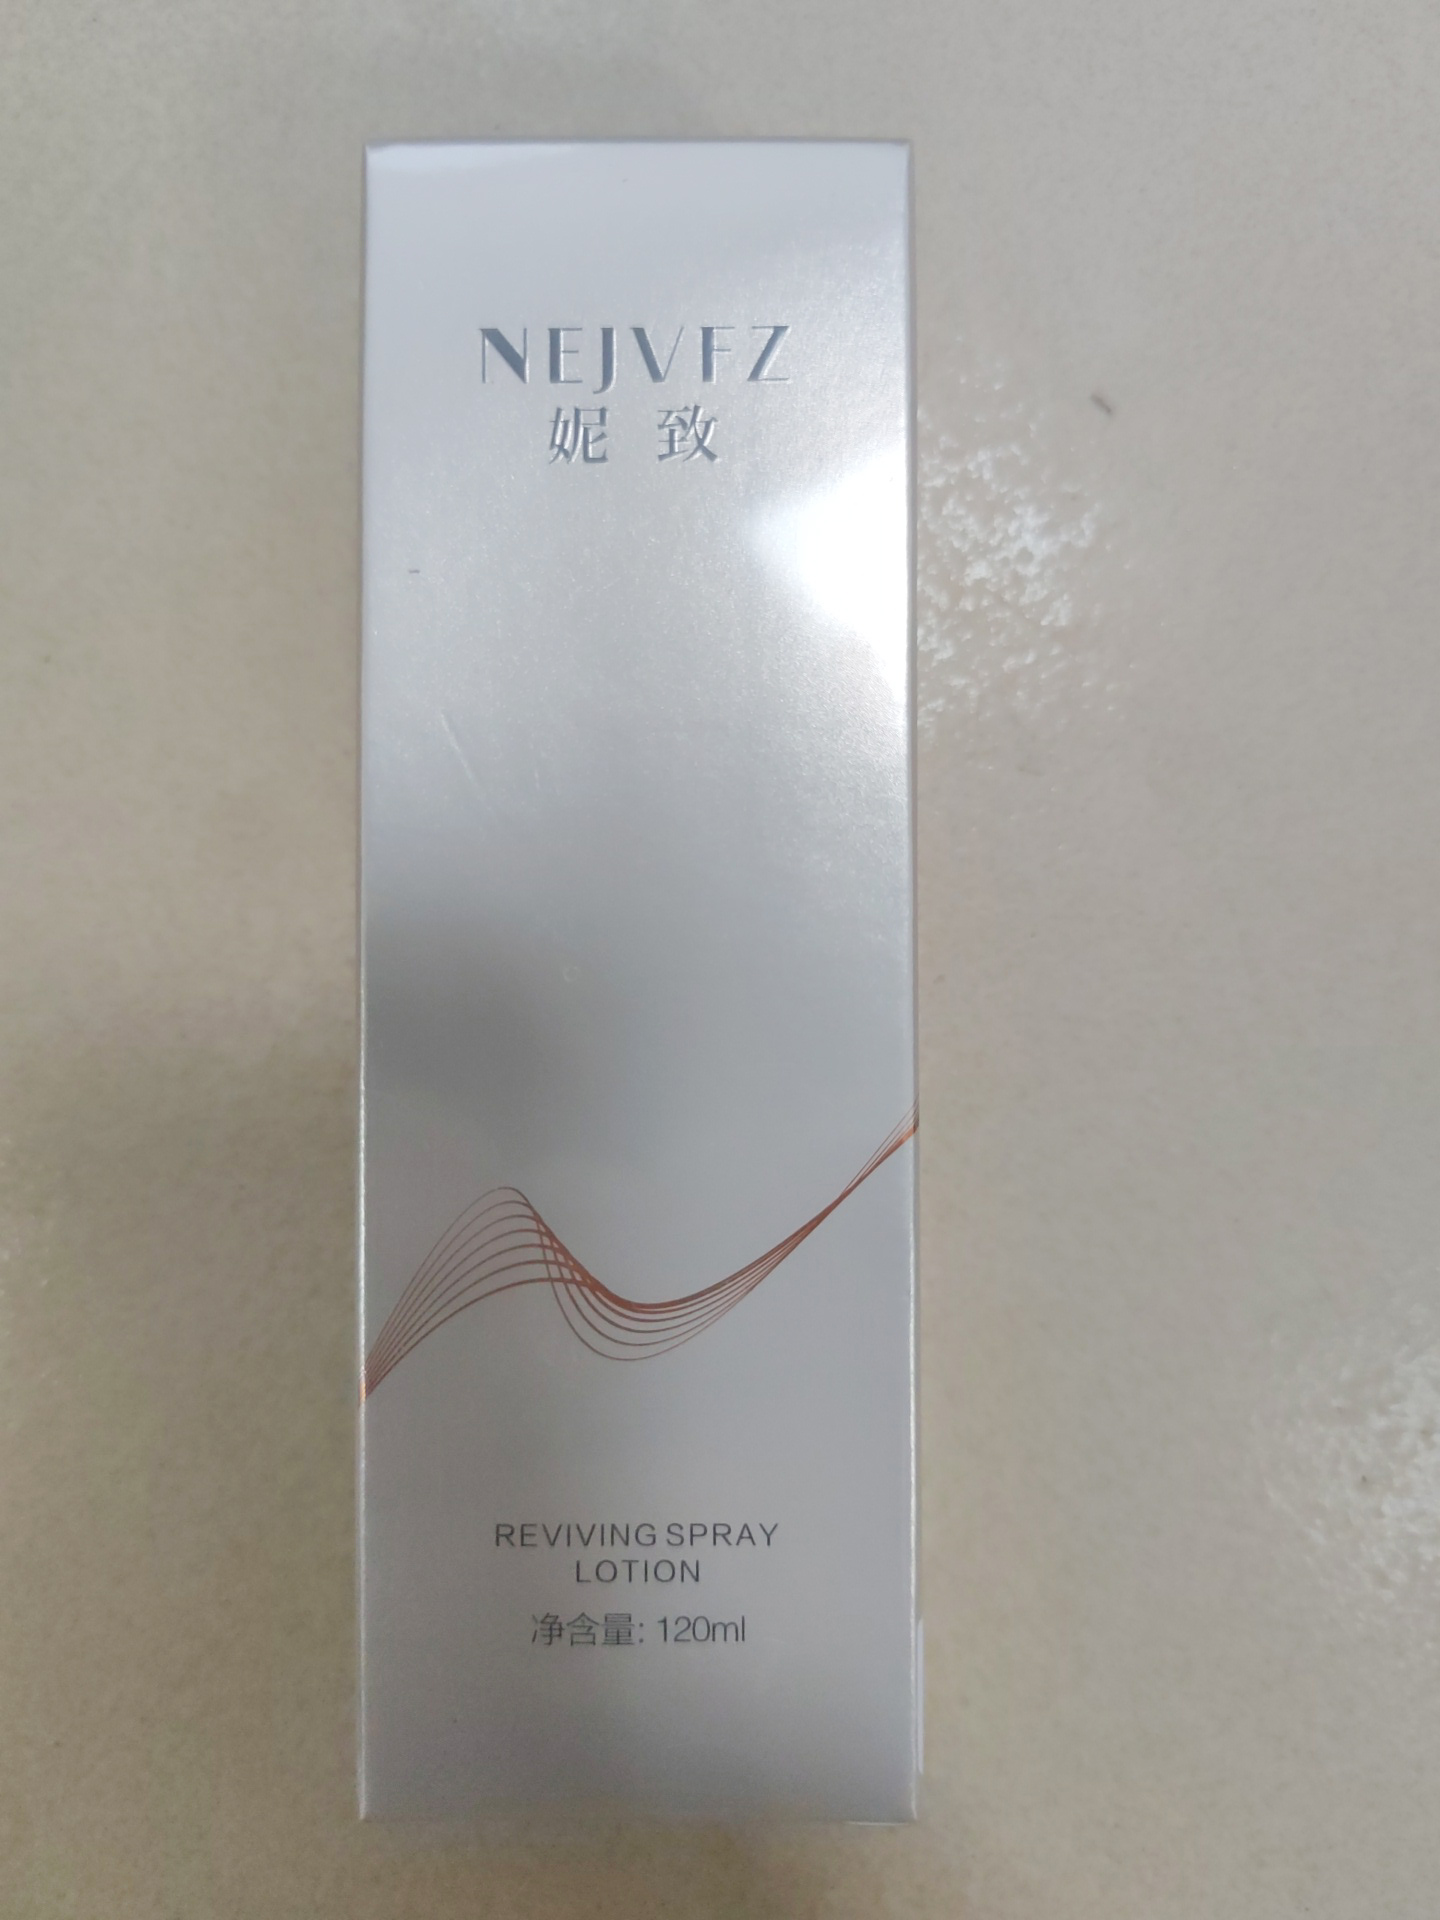 NEJVFZ
妮致
REVIVING SPRAY
LOTION
净含量: 120ml